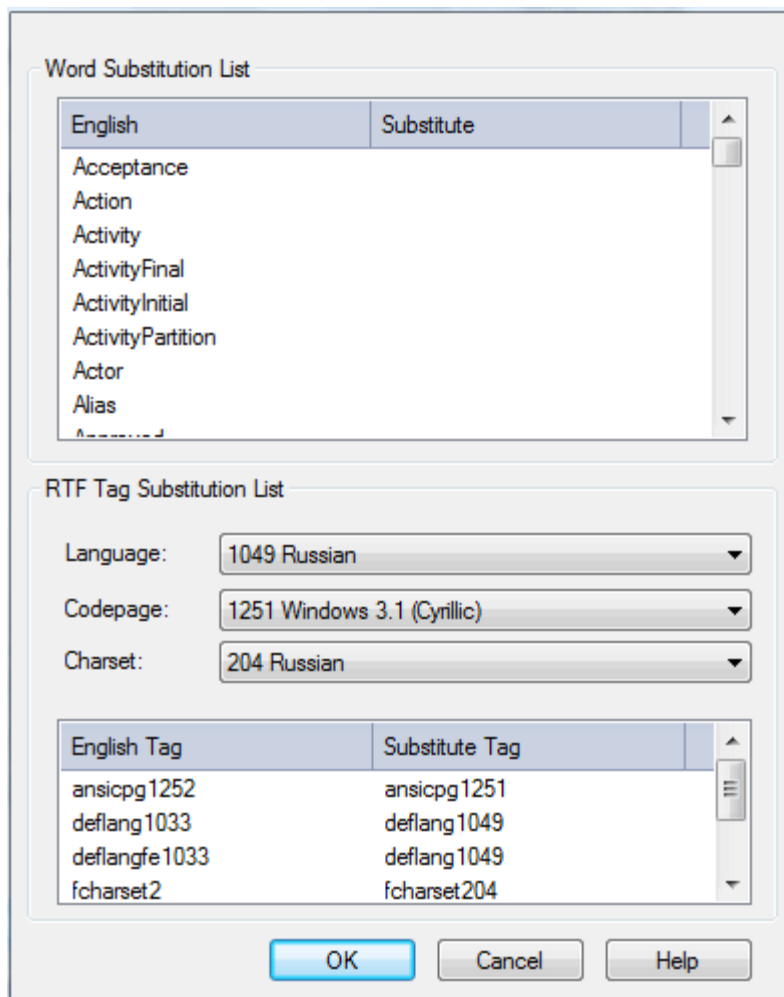 Word Substitution List
English Substitute
Acceptance
Action
Activity
ActivityFinal
ActivityInitial
ActivityPartition
Actor
Alias
RTF Tag Substitution List
Language: 1049 Russian
Codepage: 1251 Windows 3.1 (Cyrillic)
Charset: 204 Russian
English Tag Substitute Tag
ansicpg1252 ansicpg1251
deflang1033 deflang1049
deflangfe1033 deflang1049
fcharset2 fcharset204
OK Cancel Help